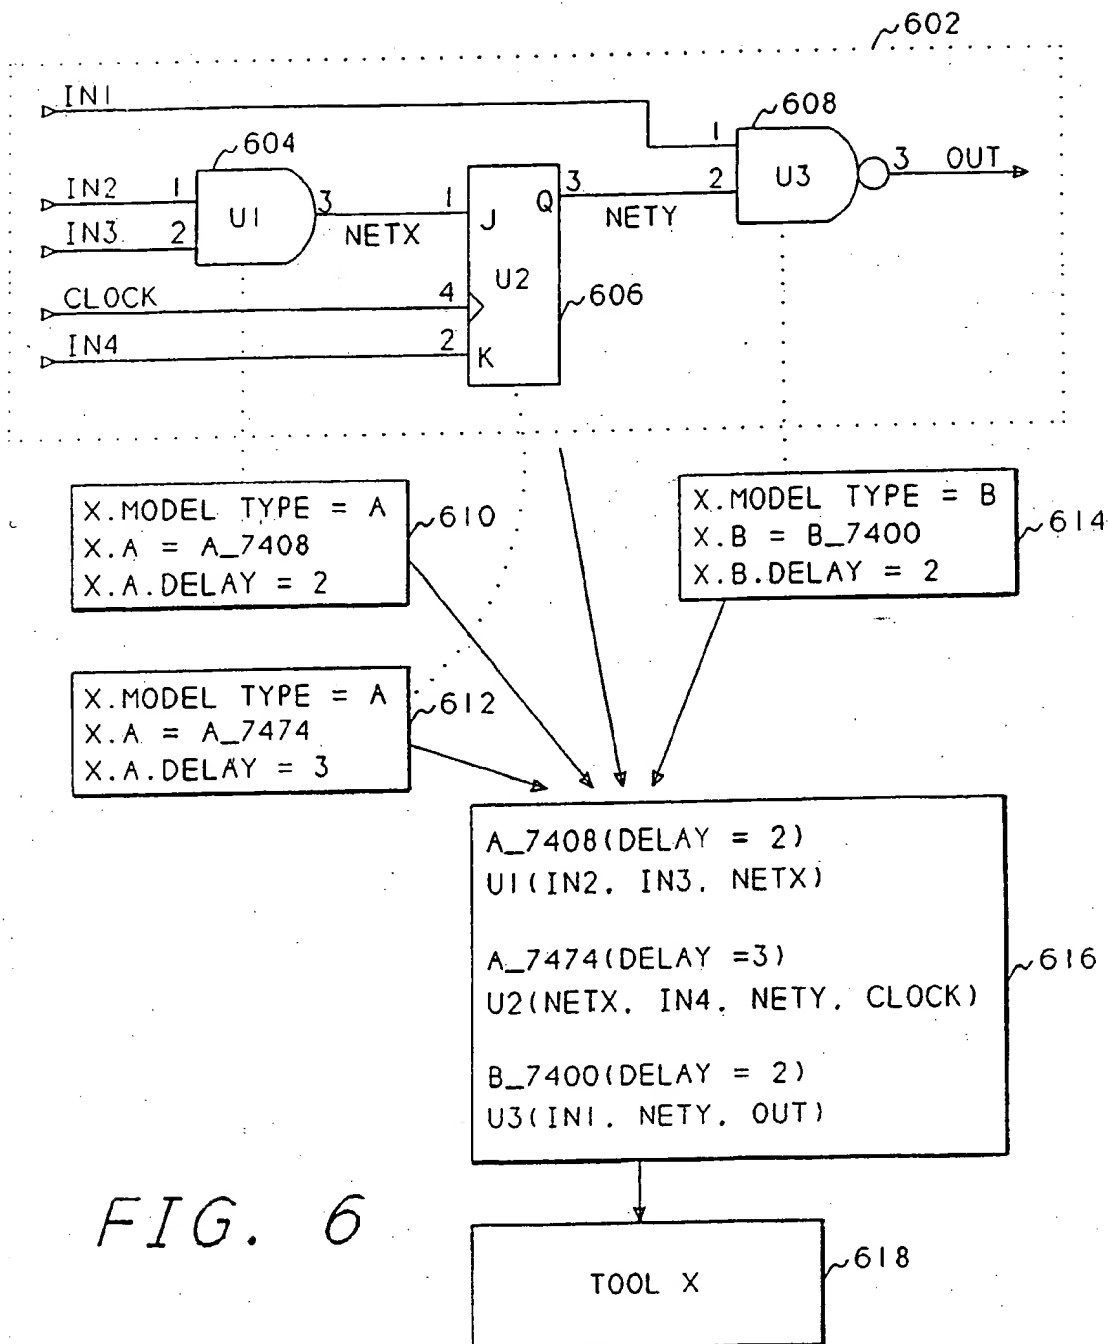 602
IN1
608
604
1
U3
3
OUT
IN2
1
U1
3
NETX
1
J
Q
3
NETY
2
IN3
2
U2
606
CLOCK
4
IN4
2
K
X.MODEL TYPE = A
X.A = A_7408
X.A.DELAY = 2
610
X.MODEL TYPE = B
X.B = B_7400
X.B.DELAY = 2
614
X.MODEL TYPE = A
X.A = A_7474
X.A.DELAY = 3
612
A_7408(DELAY = 2)
U1(IN2, IN3, NETX)
A_7474(DELAY =3)
U2(NETX, IN4, NETY, CLOCK)
B_7400(DELAY = 2)
U3(IN1, NETY, OUT)
616
FIG. 6
TOOL X
618